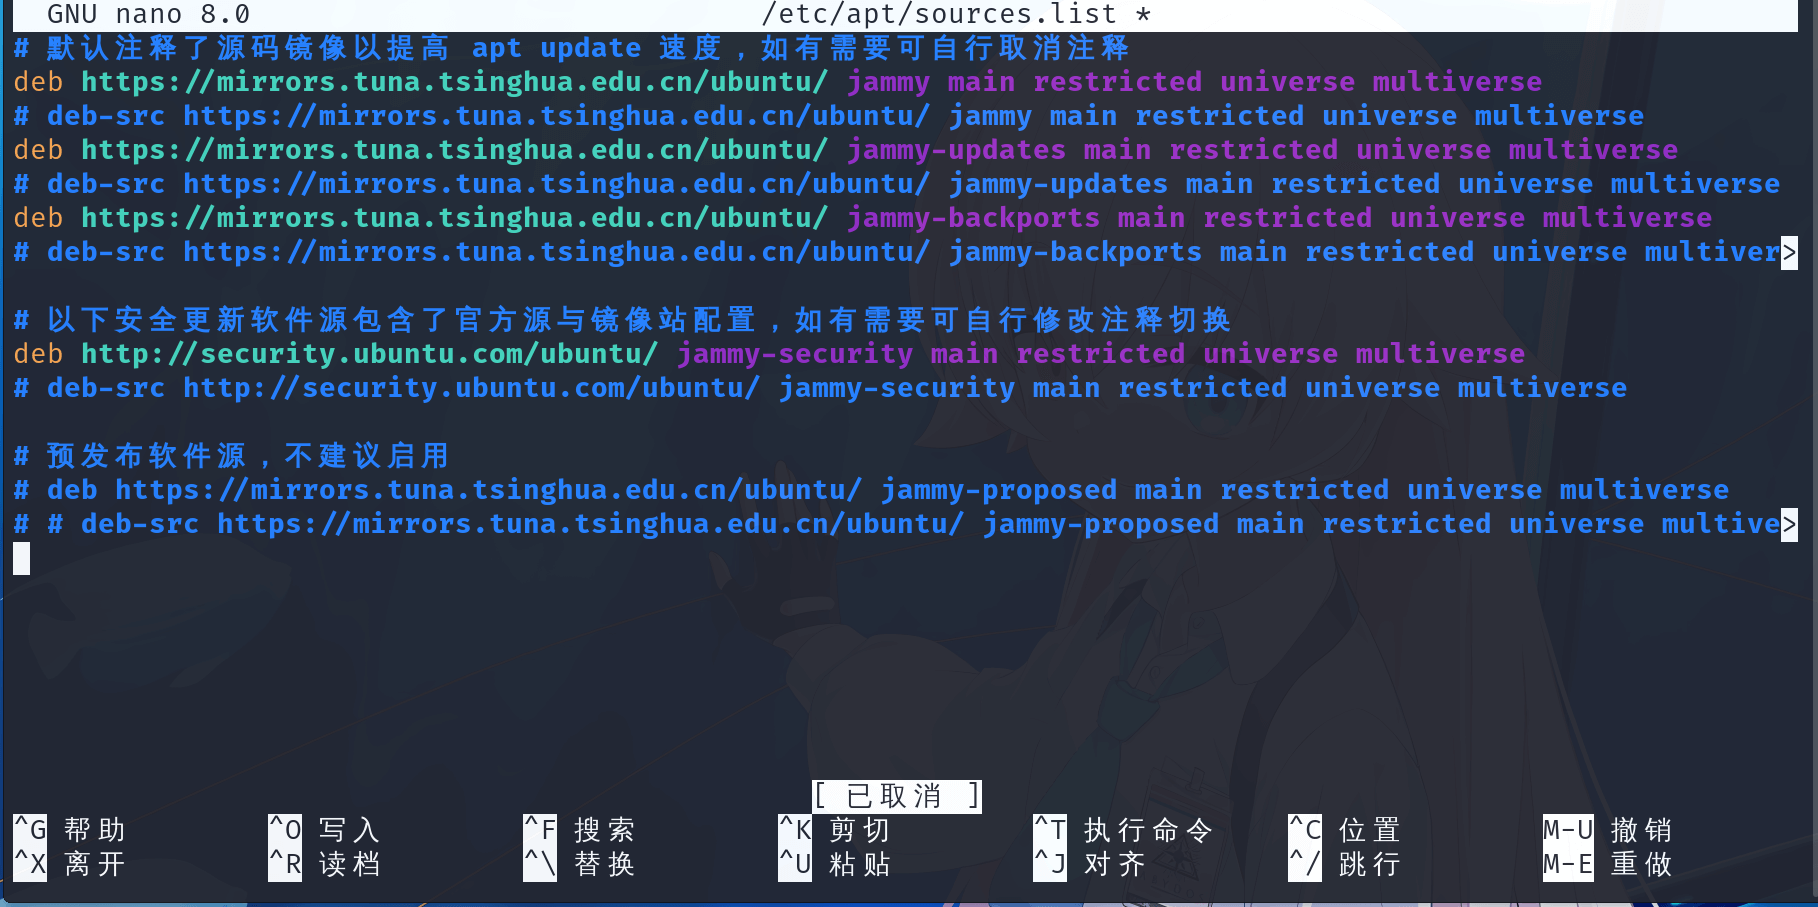 GNU nano 8.0 /etc/apt/sources.list *
# 默认注释了源码镜像以提高 apt update 速度，如有需要可自行取消注释
deb https://mirrors.tuna.tsinghua.edu.cn/ubuntu/ jammy main restricted universe multiverse
# deb-src https://mirrors.tuna.tsinghua.edu.cn/ubuntu/ jammy main restricted universe multiverse
deb https://mirrors.tuna.tsinghua.edu.cn/ubuntu/ jammy-updates main restricted universe multiverse
# deb-src https://mirrors.tuna.tsinghua.edu.cn/ubuntu/ jammy-updates main restricted universe multiverse
deb https://mirrors.tuna.tsinghua.edu.cn/ubuntu/ jammy-backports main restricted universe multiverse
# deb-src https://mirrors.tuna.tsinghua.edu.cn/ubuntu/ jammy-backports main restricted universe multiver>
# 以下安全更新软件源包含了官方源与镜像站配置，如有需要可自行修改注释切换
deb http://security.ubuntu.com/ubuntu/ jammy-security main restricted universe multiverse
# deb-src http://security.ubuntu.com/ubuntu/ jammy-security main restricted universe multiverse
# 预发布软件源，不建议启用
# deb https://mirrors.tuna.tsinghua.edu.cn/ubuntu/ jammy-proposed main restricted universe multiverse
# # deb-src https://mirrors.tuna.tsinghua.edu.cn/ubuntu/ jammy-proposed main restricted universe multive>
[ 已取消 ]
^G 帮助 ^O 写入 ^F 搜索 ^K 剪切 ^T 执行命令 ^C 位置 M-U 撤销
^X 离开 ^R 读档 ^\ 替换 ^U 粘贴 ^J 对齐 ^/ 跳行 M-E 重做